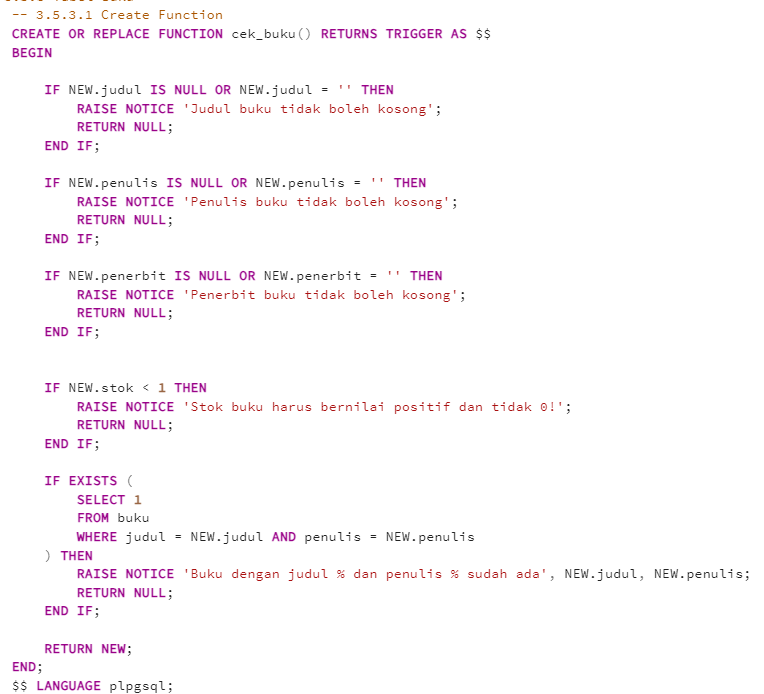 -- 3.5.3.1 Create Function
CREATE OR REPLACE FUNCTION cek_buku() RETURNS TRIGGER AS $$
BEGIN
IF NEW.judul IS NULL OR NEW.judul = '' THEN
RAISE NOTICE 'Judul buku tidak boleh kosong';
RETURN NULL;
END IF;
IF NEW.penulis IS NULL OR NEW.penulis = '' THEN
RAISE NOTICE 'Penulis buku tidak boleh kosong';
RETURN NULL;
END IF;
IF NEW.penerbit IS NULL OR NEW.penerbit = '' THEN
RAISE NOTICE 'Penerbit buku tidak boleh kosong';
RETURN NULL;
END IF;
IF NEW.stok < 1 THEN
RAISE NOTICE 'Stok buku harus bernilai positif dan tidak 0!';
RETURN NULL;
END IF;
IF EXISTS (
SELECT 1
FROM buku
WHERE judul = NEW.judul AND penulis = NEW.penulis
) THEN
RAISE NOTICE 'Buku dengan judul % dan penulis % sudah ada', NEW.judul, NEW.penulis;
RETURN NULL;
END IF;
RETURN NEW;
END;
$$ LANGUAGE plpgsql;